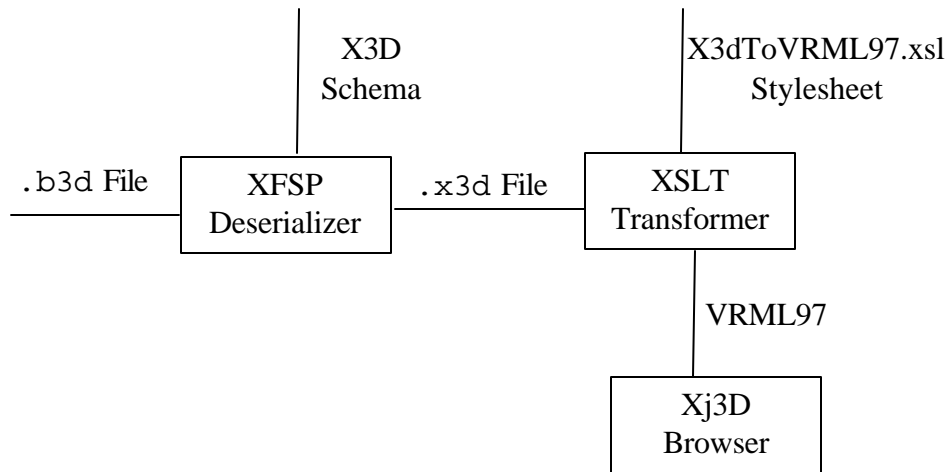 X3D
Schema
X3dToVRML97.xsl
Stylesheet
.b3d File
XFSP
Deserializer
.x3d File
XSLT
Transformer
VRML97
Xj3D
Browser